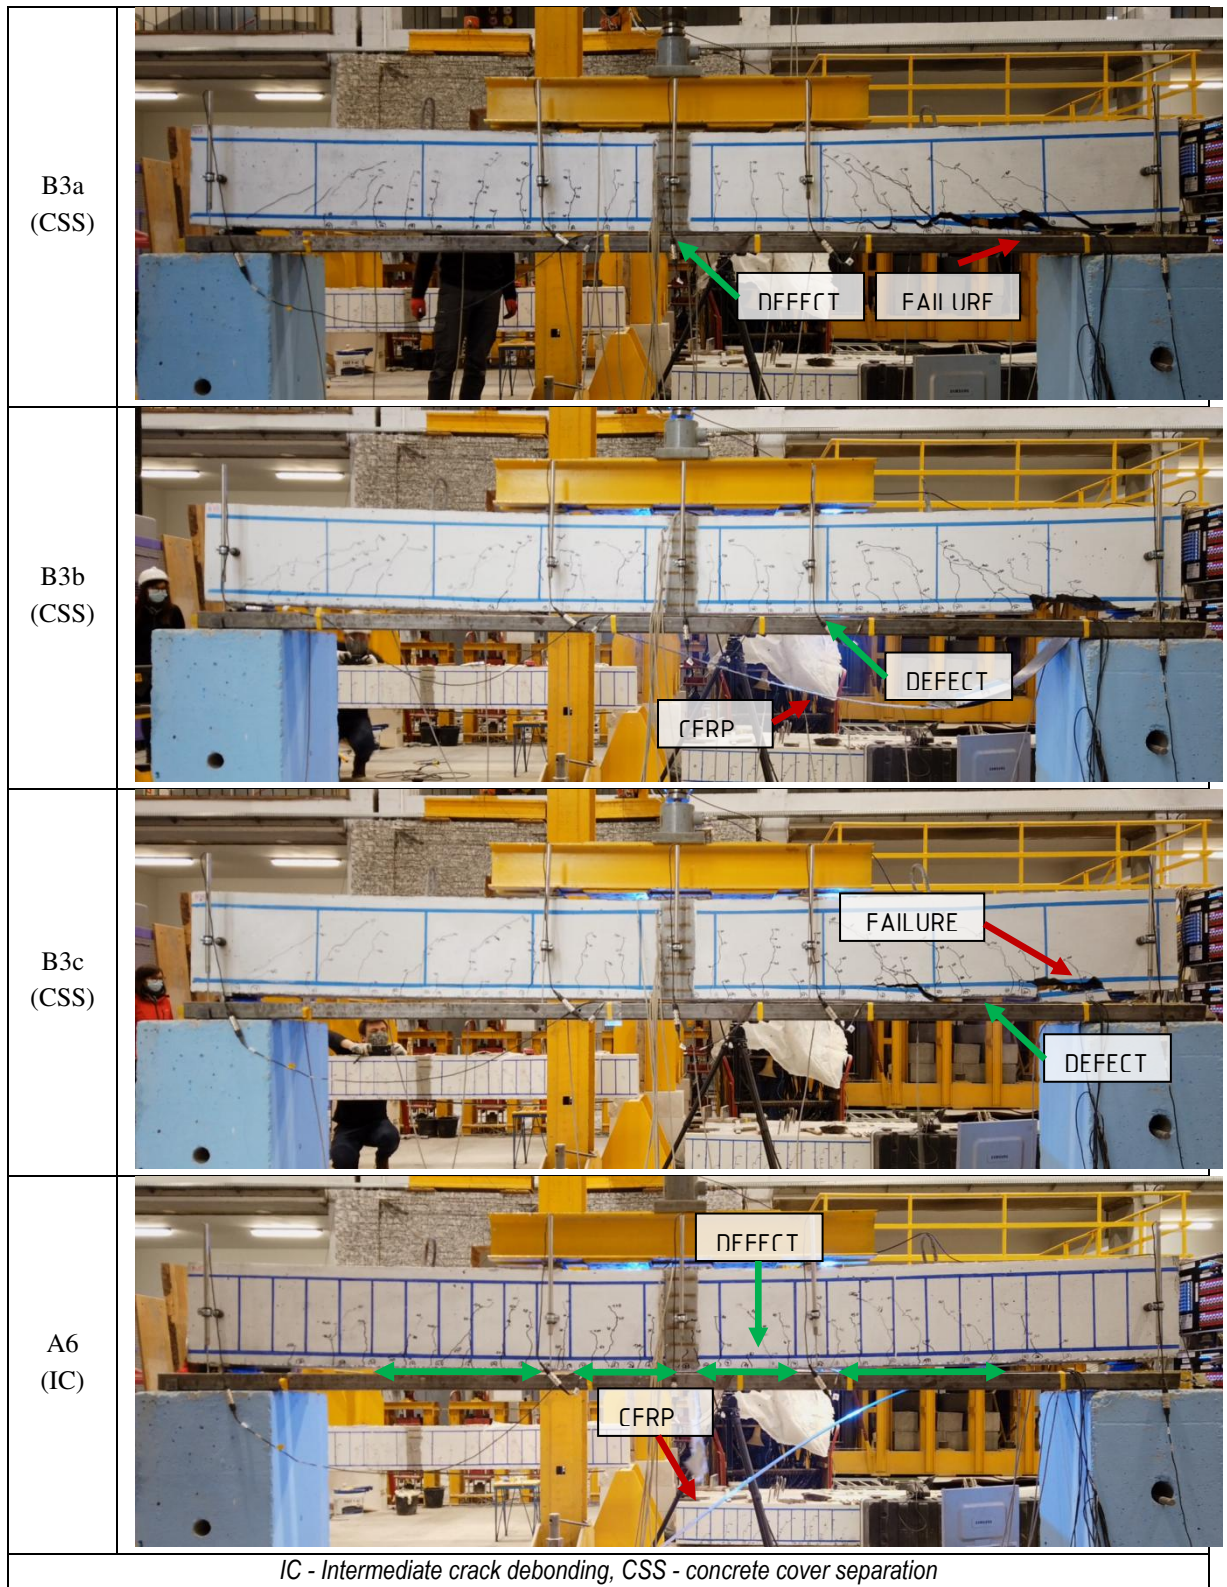 B3a
(CSS)
DEFECT
FAILURE
B3b
(CSS)
DEFECT
CFRP
B3c
(CSS)
FAILURE
DEFECT
SAMSUNG
A6
(IC)
DEFECT
CFRP
IC - Intermediate crack debonding, CSS - concrete cover separation